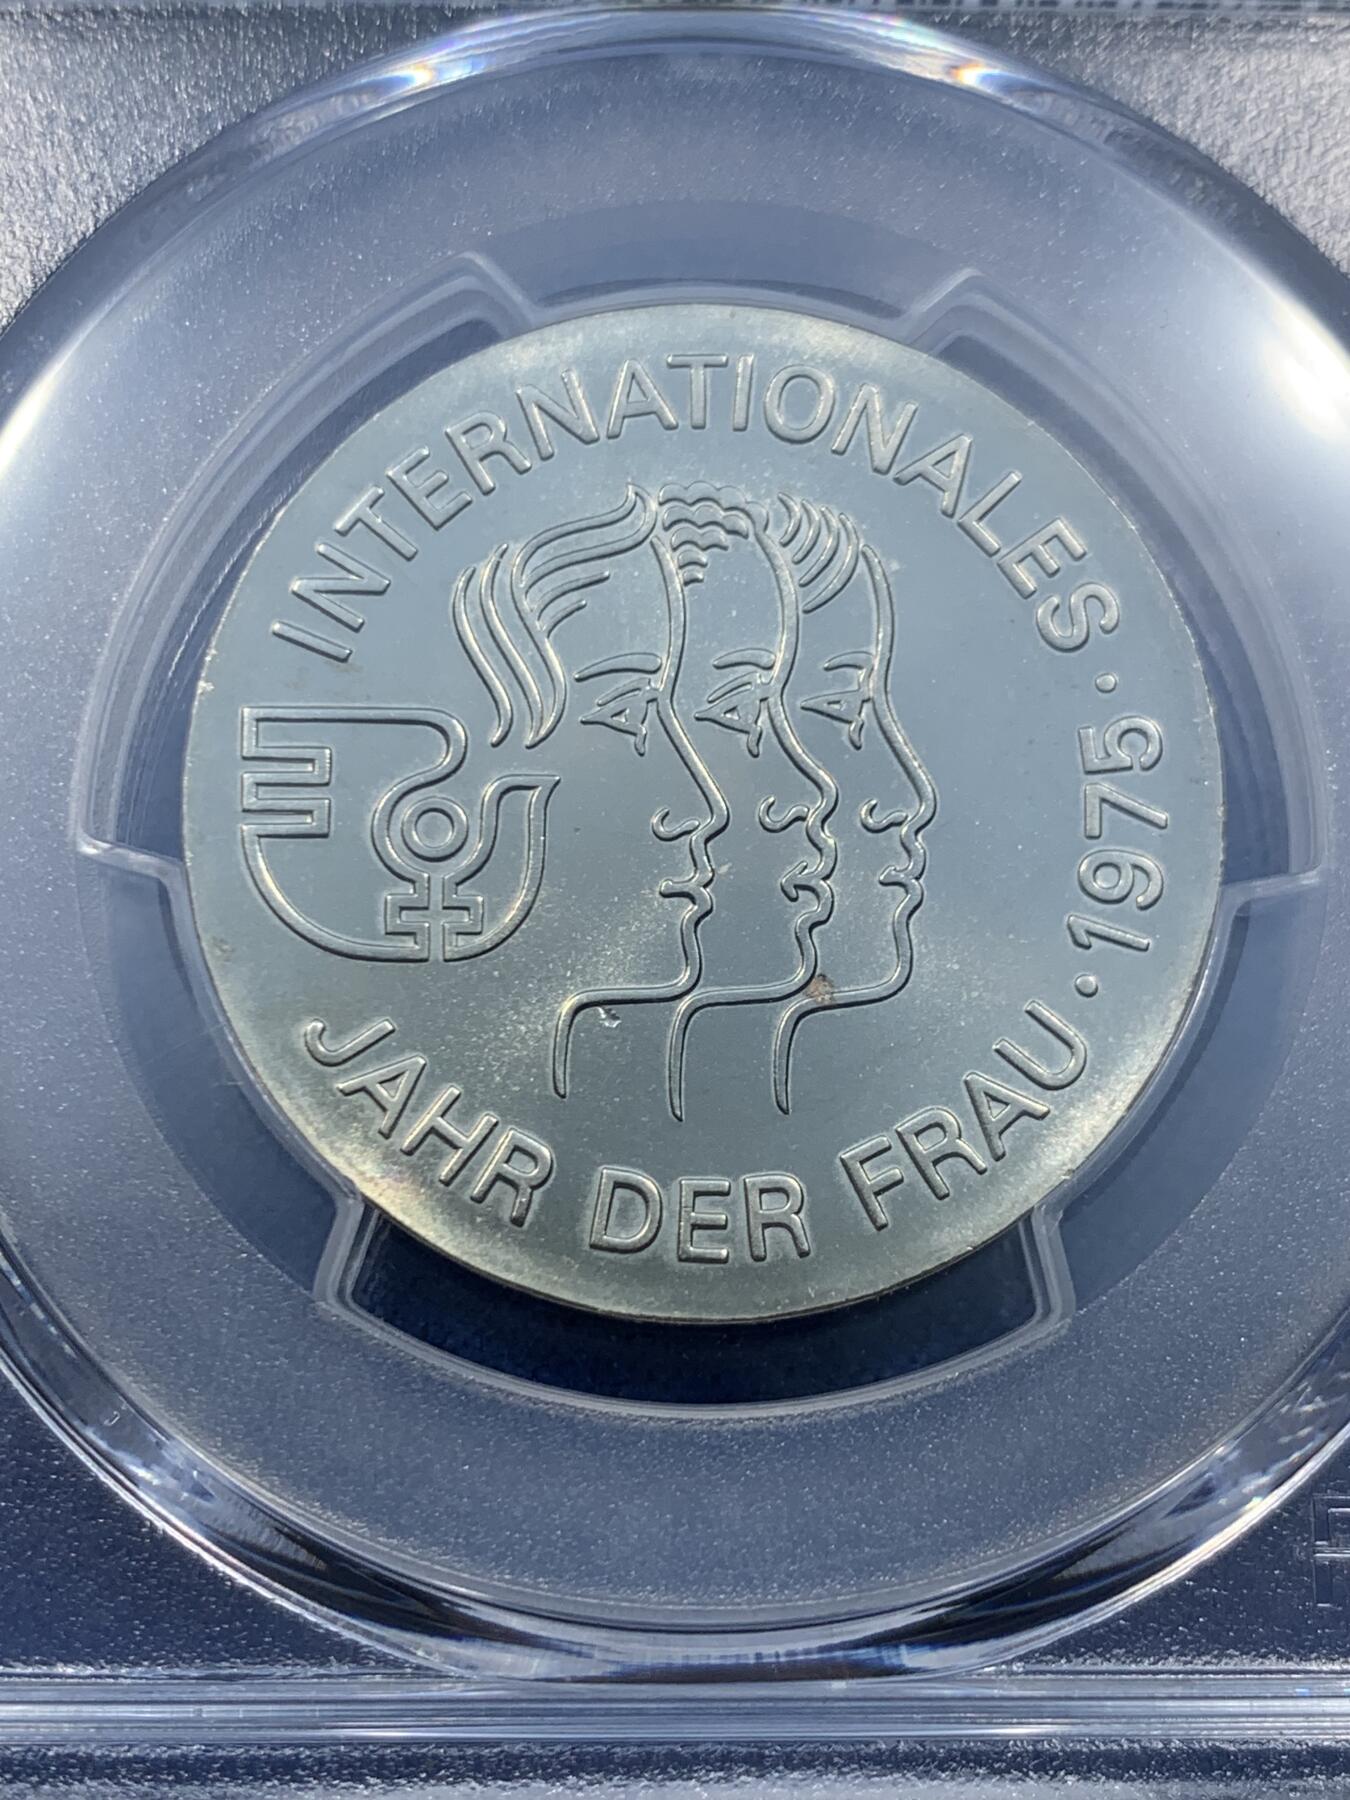 INTERNATIONALES · 1975 ·
JAHR DER FRAU